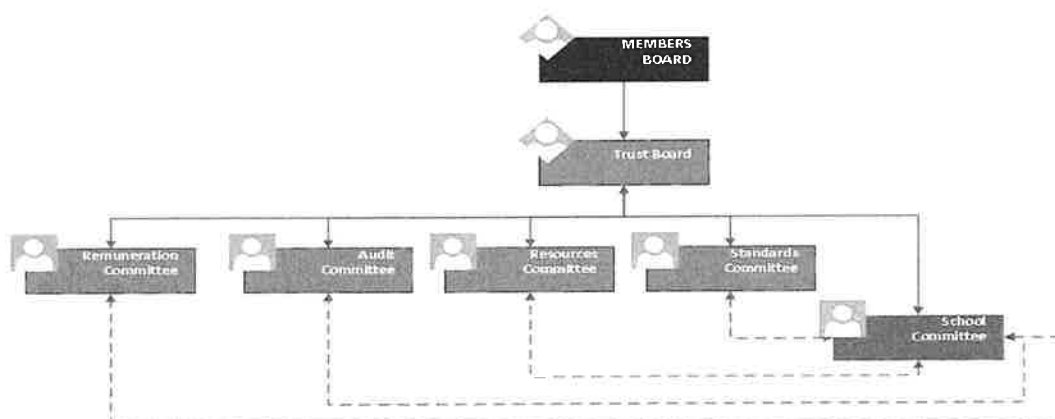 MEMBERS
BOARD
Trust Board
Remuneration
Committee
Audit
Committee
Resources
Committee
Standards
Committee
School
Committee